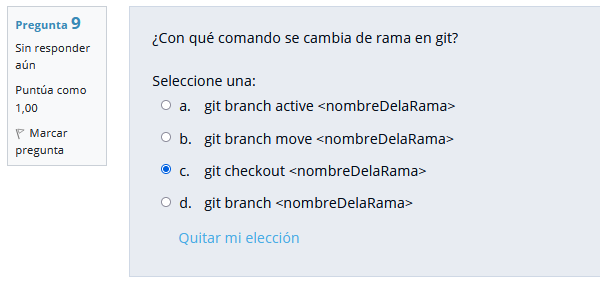 Pregunta 9
Sin responder
aún
Puntúa como
1,00
Marcar
pregunta
¿Con qué comando se cambia de rama en git?
Seleccione una:
a. git branch active <nombreDelaRama>
b. git branch move <nombreDelaRama>
c. git checkout <nombreDelaRama>
d. git branch <nombreDelaRama>
Quitar mi elección